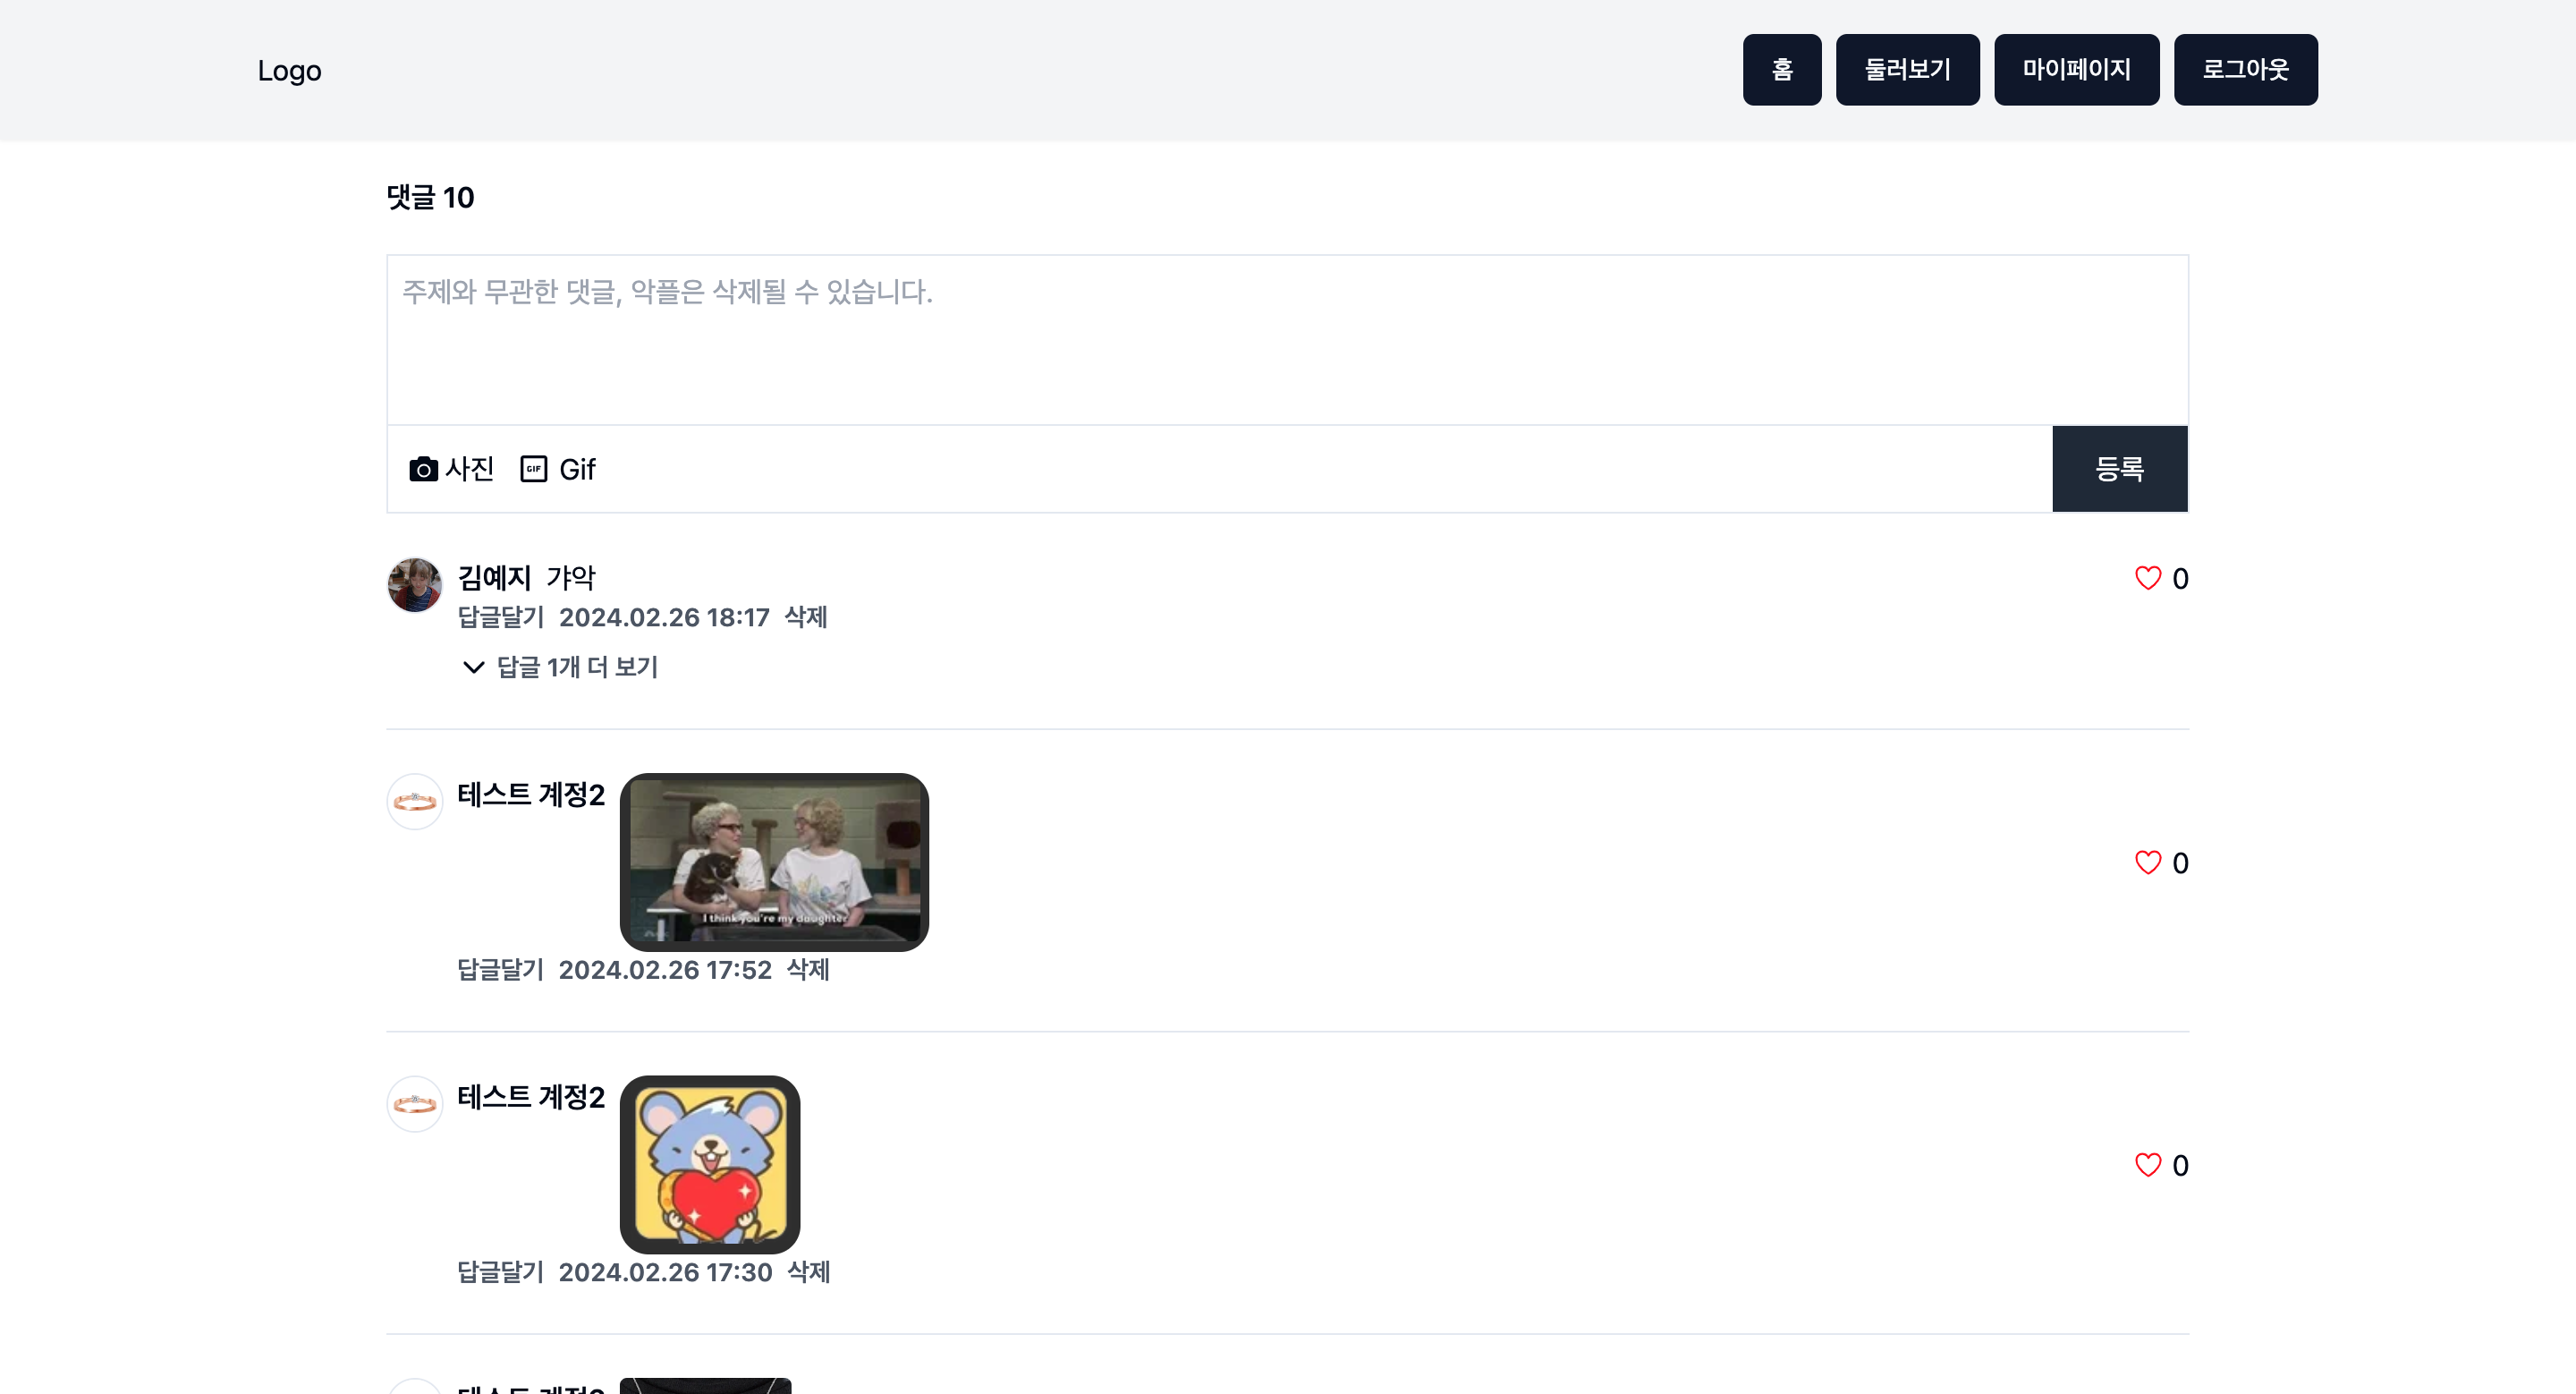 Logo
홈 둘러보기 마이페이지 로그아웃
댓글 10
주제와 무관한 댓글, 악플은 삭제될 수 있습니다.
사진 GIF Gif 등록
김예지 갸악 0
답글달기 2024.02.26 18:17 삭제
답글 1개 더 보기
테스트 계정2
I think you're my daughter
0
답글달기 2024.02.26 17:52 삭제
테스트 계정2
0
답글달기 2024.02.26 17:30 삭제